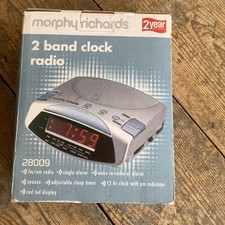 morphy richards
2 year
2 band clock
radio
7:59
28009
fm/am radio single alarm wake to radio or alarm
snooze adjustable sleep timer 12 hr clock with pm indicator
red led display